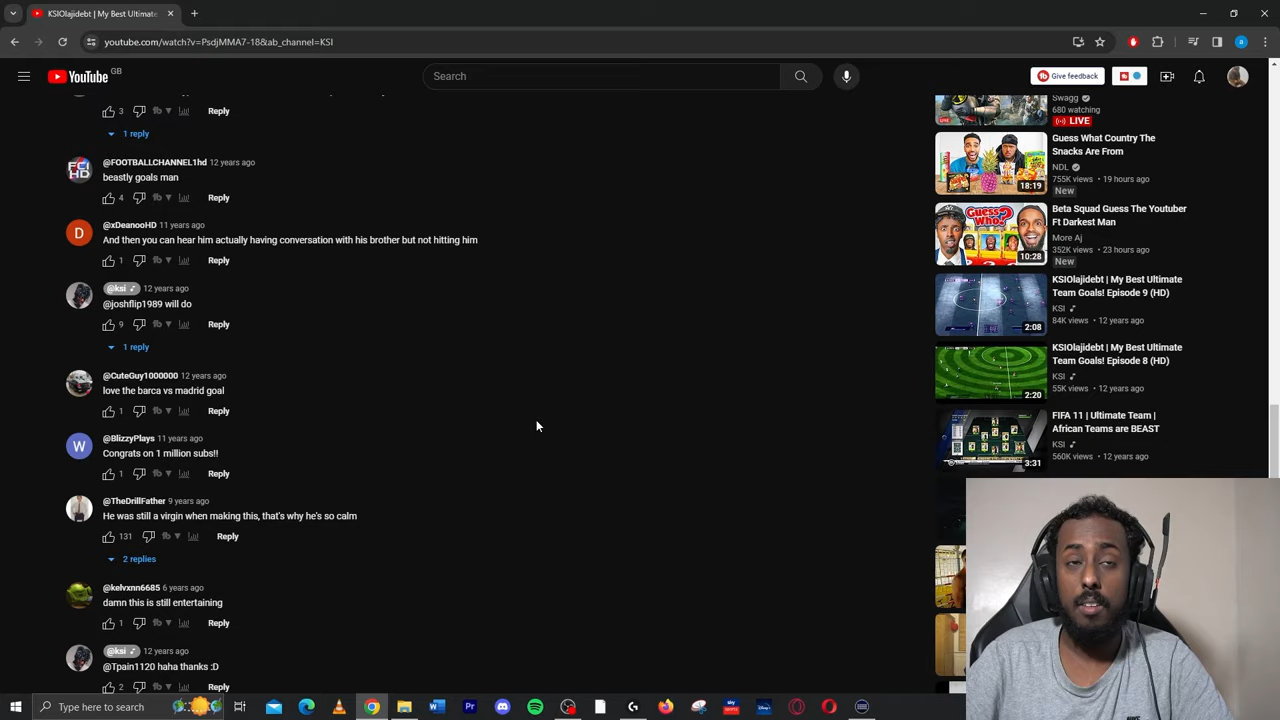 KSIOlajidebt | My Best Ultimate
youtube.com/watch?v=PsdjMMA7-18&ab_channel=KSI
a
YouTube GB
Search
Give feedback
3
Reply
1 reply
@FOOTBALLCHANNEL1hd 12 years ago
beastly goals man
4
Reply
D
@xDeanooHD 11 years ago
And then you can hear him actually having conversation with his brother but not hitting him
1
Reply
@ksi 12 years ago
@joshflip1989 will do
9
Reply
1 reply
@CuteGuy1000000 12 years ago
love the barca vs madrid goal
1
Reply
W
@BlizzyPlays 11 years ago
Congrats on 1 million subs!!
1
Reply
@TheDrillFather 9 years ago
He was still a virgin when making this, that's why he's so calm
131
Reply
2 replies
@kelvxnn6685 6 years ago
damn this is still entertaining
1
Reply
@ksi 12 years ago
@Tpain1120 haha thanks :D
2
Reply
Swagg
680 watching
LIVE
Guess What Country The
Snacks Are From
NDL
755K views • 19 hours ago
New
18:19
Beta Squad Guess The Youtuber
Ft Darkest Man
More Aj
352K views • 23 hours ago
New
GUESS WHO?
10:28
KSIOlajidebt | My Best Ultimate
Team Goals! Episode 9 (HD)
KSI
84K views • 12 years ago
2:08
KSIOlajidebt | My Best Ultimate
Team Goals! Episode 8 (HD)
KSI
55K views • 12 years ago
2:20
FIFA 11 | Ultimate Team |
African Teams are BEAST
KSI
560K views • 12 years ago
3:31
Type here to search